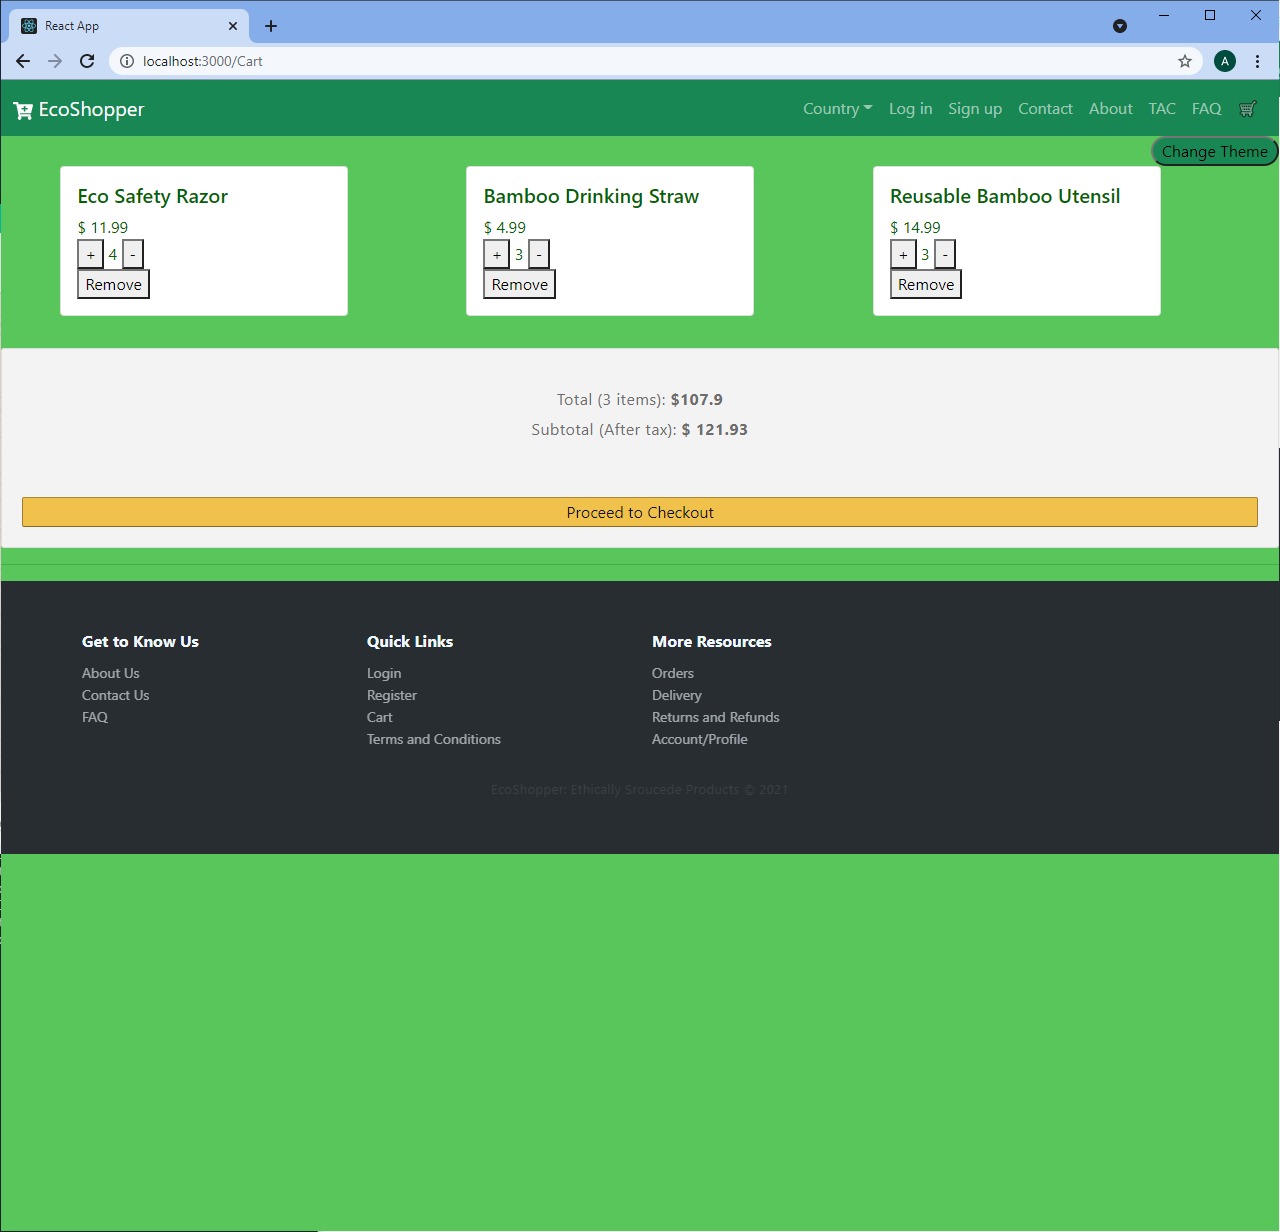 React App
localhost:3000/Cart
A
EcoShopper
Country Log in Sign up Contact About TAC FAQ
Change Theme
Eco Safety Razor
$ 11.99
+ 4 -
Remove
Bamboo Drinking Straw
$ 4.99
+ 3 -
Remove
Reusable Bamboo Utensil
$ 14.99
+ 3 -
Remove
Total (3 items): $107.9
Subtotal (After tax): $ 121.93
Proceed to Checkout
Get to Know Us
About Us
Contact Us
FAQ
Quick Links
Login
Register
Cart
Terms and Conditions
More Resources
Orders
Delivery
Returns and Refunds
Account/Profile
EcoShopper: Ethically Sroucede Products © 2021